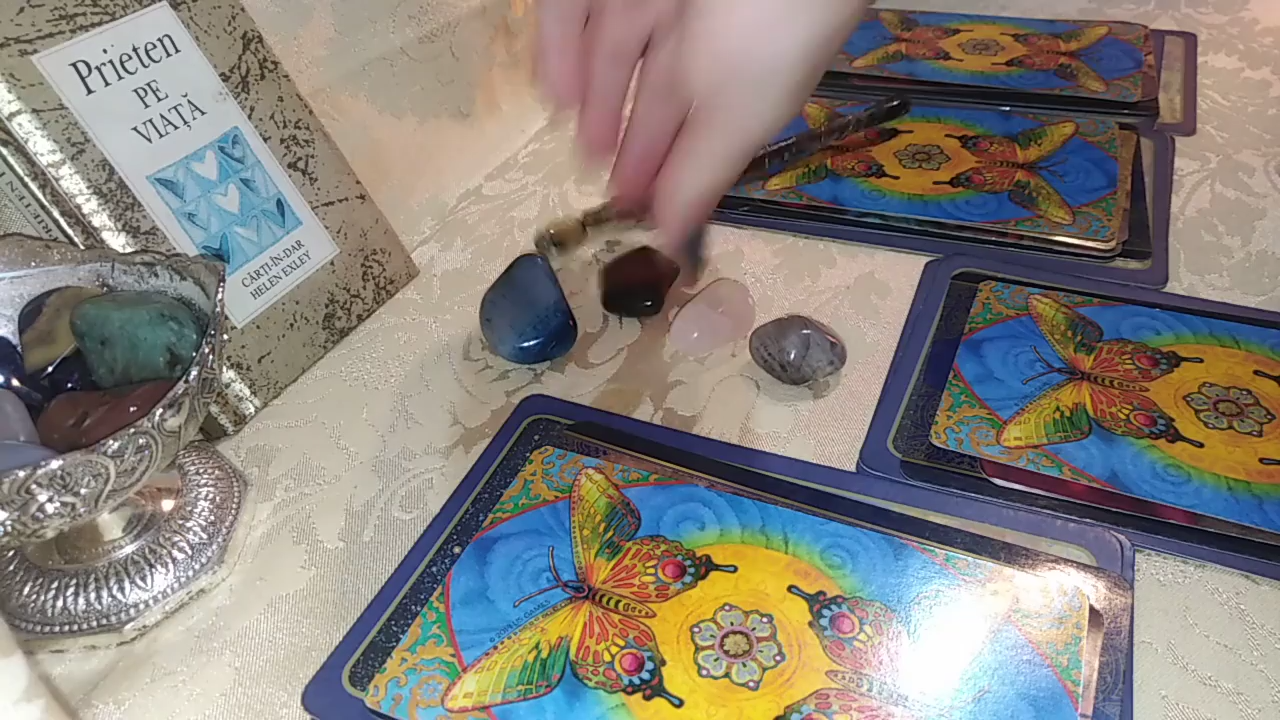 Prieten
PE
VIAȚĂ
CĂRȚI-ÎN-DAR
HELEN EXLEY